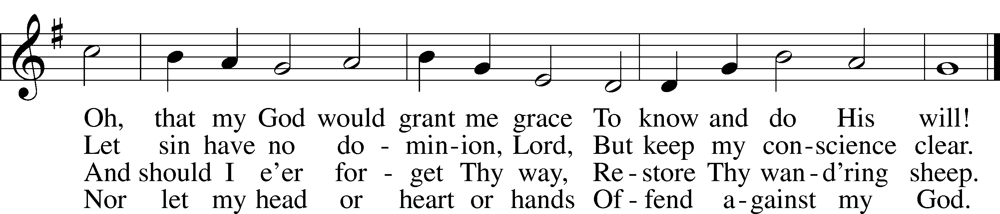 Oh, that my God would grant me grace To know and do His will!
Let sin have no do - min-ion, Lord, But keep my con-science clear.
And should I e'er for - get Thy way, Re-store Thy wan-d'ring sheep.
Nor let my head or heart or hands Of-fend a-gainst my God.